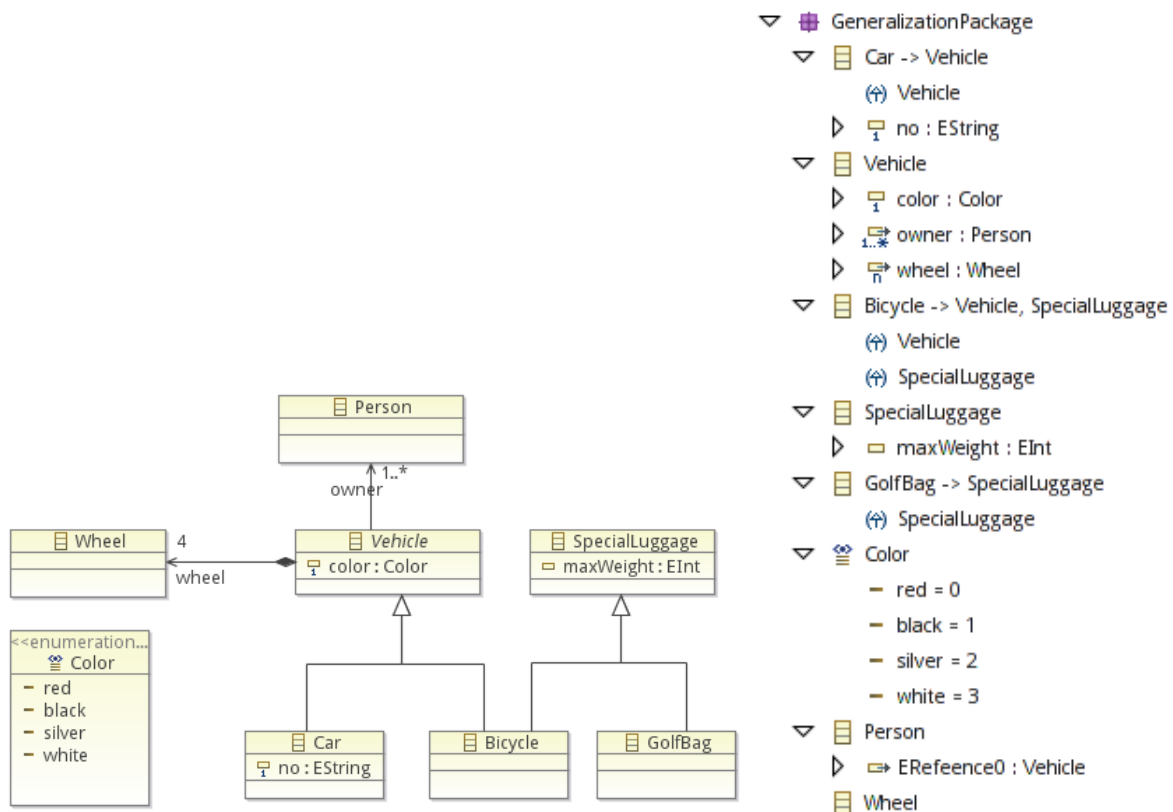 Person
1..*
owner
Wheel
4
wheel
Vehicle
color : Color
SpecialLuggage
maxWeight : EInt
<<enumeration...
Color
red
black
silver
white
Car
no : EString
Bicycle
GolfBag
GeneralizationPackage
Car -> Vehicle
Vehicle
1 no : EString
Vehicle
1 color : Color
1..* owner : Person
n wheel : Wheel
Bicycle -> Vehicle, SpecialLuggage
Vehicle
SpecialLuggage
SpecialLuggage
maxWeight : EInt
GolfBag -> SpecialLuggage
SpecialLuggage
Color
red = 0
black = 1
silver = 2
white = 3
Person
ERefeence0 : Vehicle
Wheel